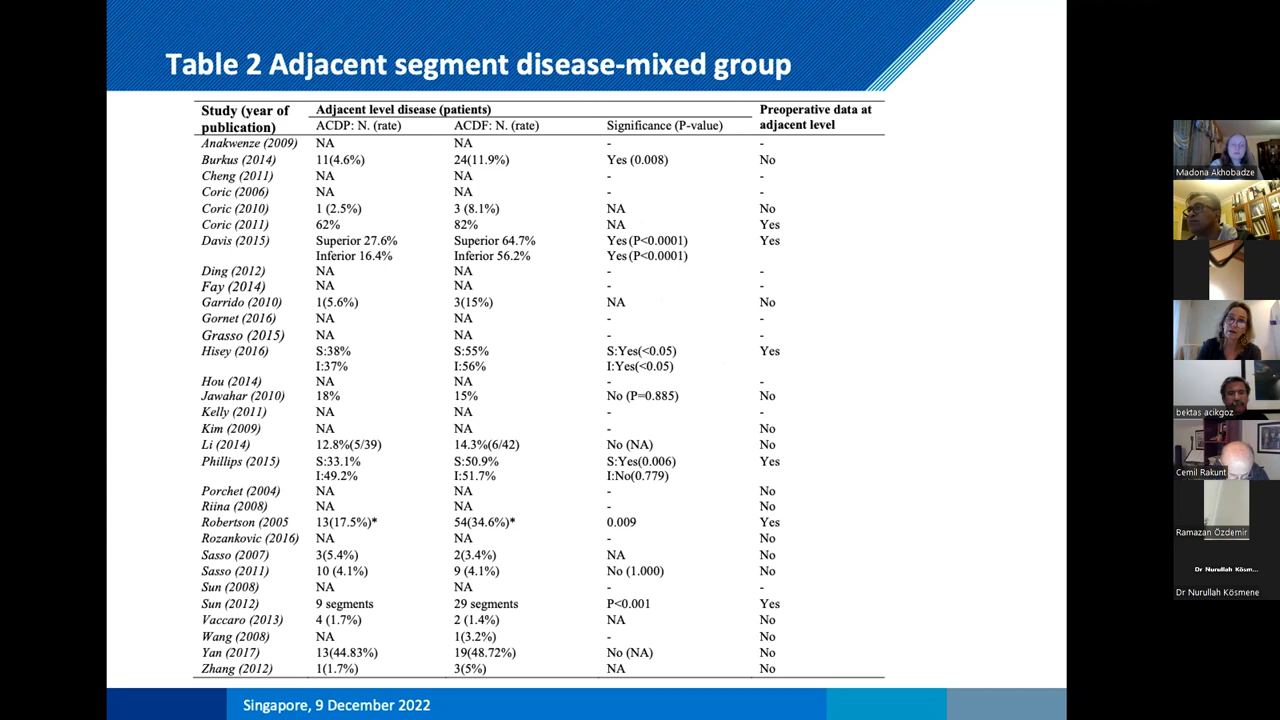 Table 2 Adjacent segment disease-mixed group
Study (year of publication) Adjacent level disease (patients) Preoperative data at adjacent level
ACDP: N. (rate) ACDF: N. (rate) Significance (P-value)
Anakwenze (2009) NA NA - -
Burkus (2014) 11(4.6%) 24(11.9%) Yes (0.008) No
Cheng (2011) NA NA - -
Coric (2006) NA NA - -
Coric (2010) 1 (2.5%) 3 (8.1%) NA No
Coric (2011) 62% 82% NA Yes
Davis (2015) Superior 27.6% Superior 64.7% Yes (P<0.0001) Yes
Inferior 16.4% Inferior 56.2% Yes (P<0.0001)
Ding (2012) NA NA - -
Fay (2014) NA NA - -
Garrido (2010) 1(5.6%) 3(15%) NA No
Gornet (2016) NA NA - -
Grasso (2015) NA NA - -
Hisey (2016) S:38% S:55% S:Yes(<0.05) Yes
I:37% I:56% I:Yes(<0.05)
Hou (2014) NA NA - -
Jawahar (2010) 18% 15% No (P=0.885) No
Kelly (2011) NA NA - -
Kim (2009) NA NA - No
Li (2014) 12.8%(5/39) 14.3%(6/42) No (NA) No
Phillips (2015) S:33.1% S:50.9% S:Yes(0.006) Yes
I:49.2% I:51.7% I:No(0.779)
Porchet (2004) NA NA - No
Riina (2008) NA NA - No
Robertson (2005 13(17.5%)* 54(34.6%)* 0.009 Yes
Rozankovic (2016) NA NA - No
Sasso (2007) 3(5.4%) 2(3.4%) NA No
Sasso (2011) 10 (4.1%) 9 (4.1%) No (1.000) No
Sun (2008) NA NA - -
Sun (2012) 9 segments 29 segments P<0.001 Yes
Vaccaro (2013) 4 (1.7%) 2 (1.4%) NA No
Wang (2008) NA 1(3.2%) - No
Yan (2017) 13(44.83%) 19(48.72%) No (NA) No
Zhang (2012) 1(1.7%) 3(5%) NA No
Singapore, 9 December 2022
Madona Akhobadze
bektas acikgoz
Cemil Rakunt
Ramazan Özdemir
Dr Nurullah Kösm...
Dr Nurullah Kösmene